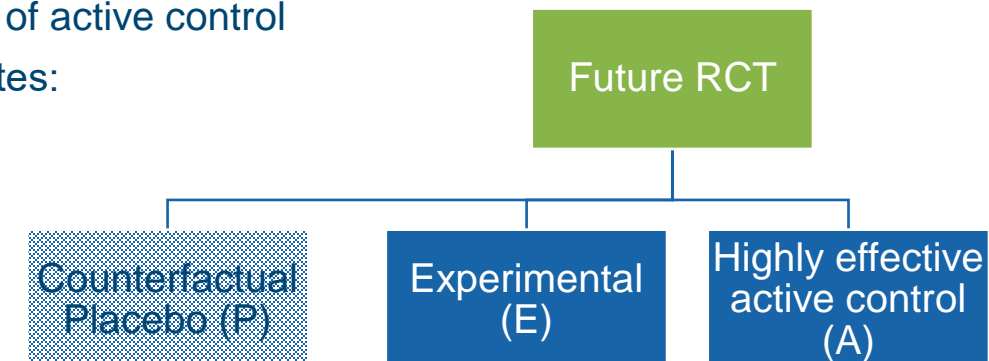 of active control
tes:
Future RCT
Counterfactual
Placebo (P)
Experimental
(E)
Highly effective
active control
(A)